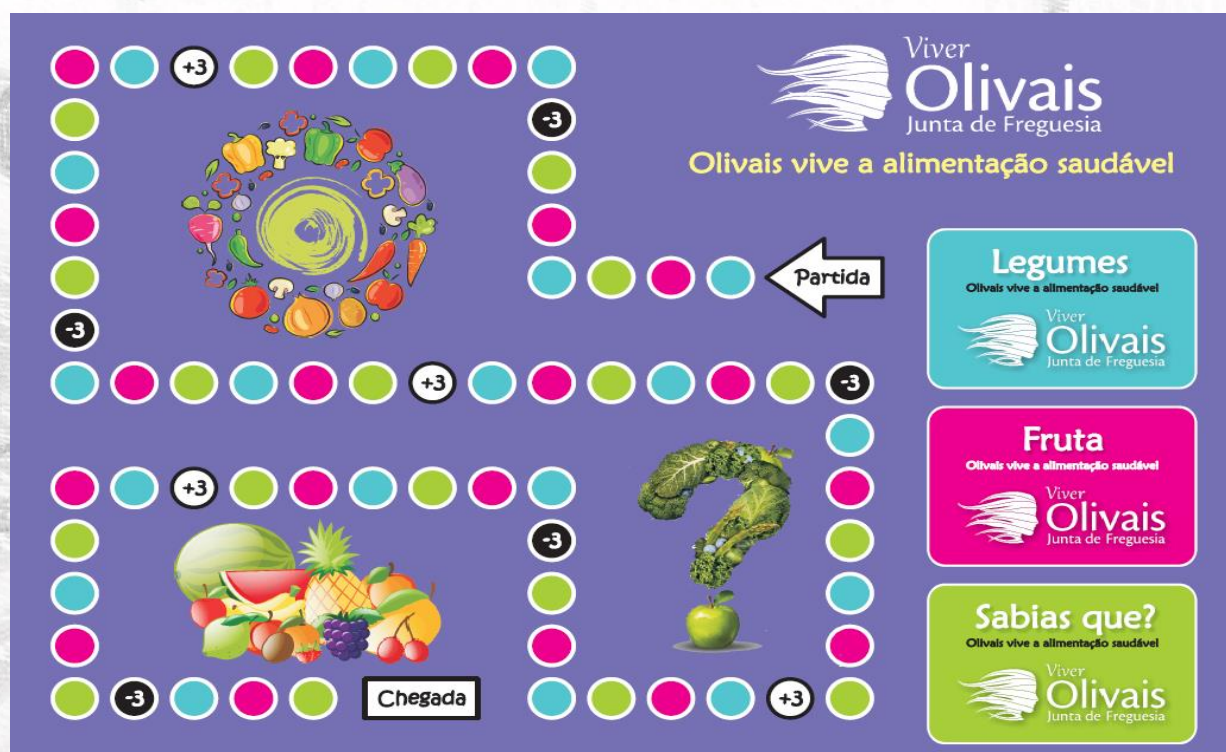 +3
Viver
Olivais
Junta de Freguesia
-3
Olivais vive a alimentação saudável
Partida
Legumes
Olivais vive a alimentação saudável
Viver
Olivais
Junta de Freguesia
-3
+3
-3
Fruta
Olivais vive a alimentação saudável
Viver
Olivais
Junta de Freguesia
+3
-3
Sabias que?
Olivais vive a alimentação saudável
Viver
Olivais
Junta de Freguesia
-3
Chegada
+3